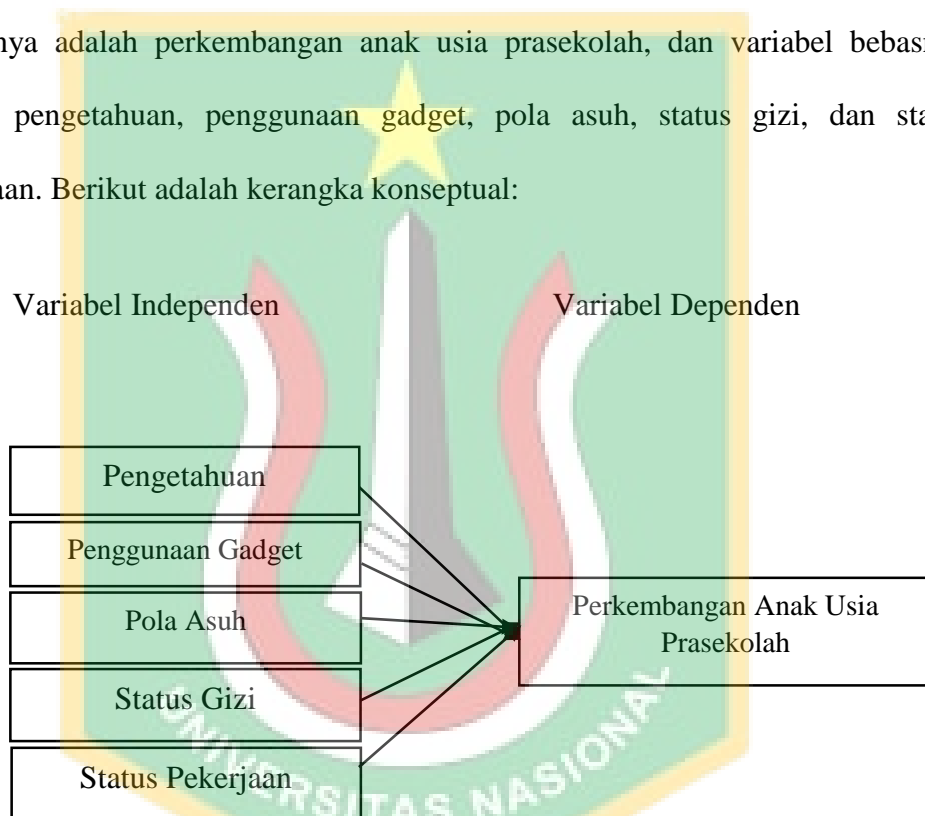 nya adalah perkembangan anak usia prasekolah, dan variabel bebas
pengetahuan, penggunaan gadget, pola asuh, status gizi, dan sta
aan. Berikut adalah kerangka konseptual:
Variabel Independen
Variabel Dependen
Pengetahuan
Penggunaan Gadget
Pola Asuh
Status Gizi
Status Pekerjaan
Perkembangan Anak Usia
Prasekolah
UNIVERSITAS NASIONAL